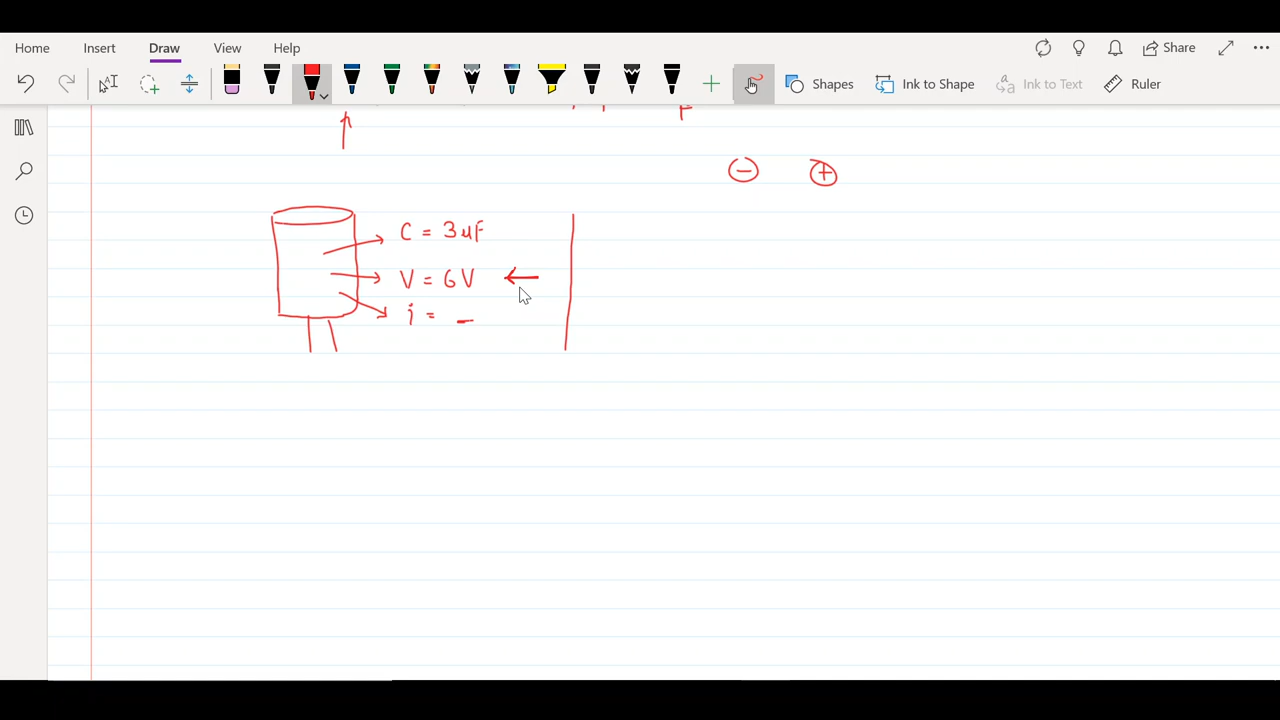 Home Insert Draw View Help
Share
Shapes Ink to Shape Ink to Text Ruler
− +
C = 3uF
V = 6V ←
i = _